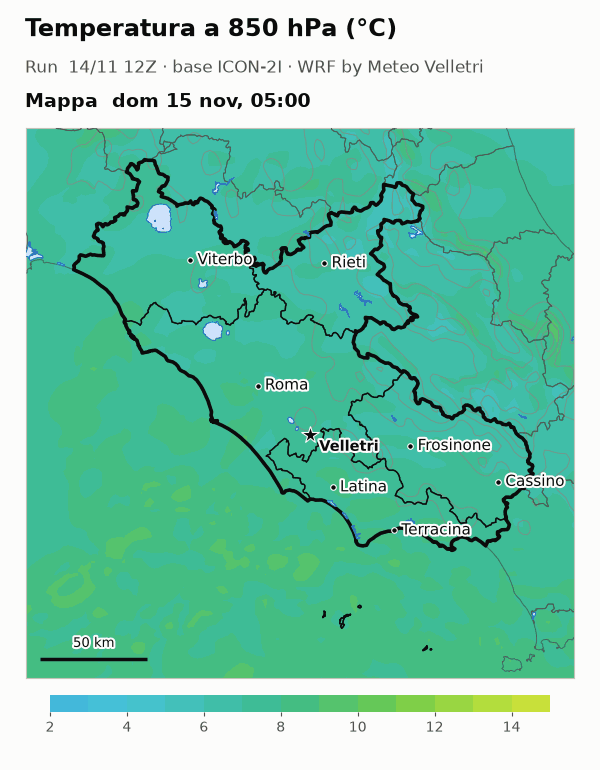 Temperatura a 850 hPa (°C)
Run  14/11 12Z · base ICON-2I · WRF by Meteo Velletri
Mappa  dom 15 nov, 05:00
Viterbo
Rieti
Roma
Velletri
Frosinone
Cassino
Latina
Terracina
50 km
2 4 6 8 10 12 14